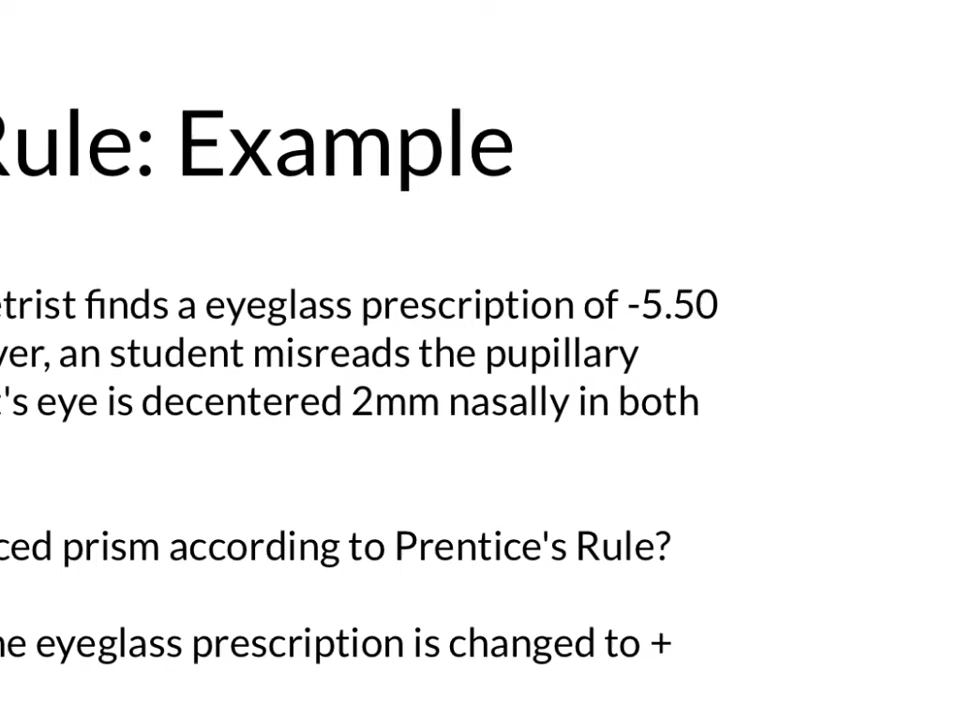 Rule: Example
etrist finds a eyeglass prescription of -5.50
ver, an student misreads the pupillary
t's eye is decentered 2mm nasally in both
ced prism according to Prentice's Rule?
he eyeglass prescription is changed to +